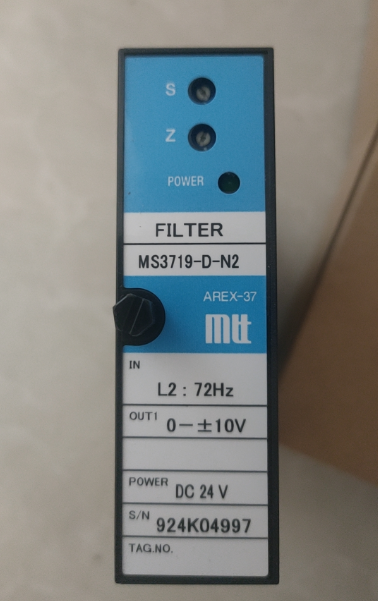 S
Z
POWER
FILTER
MS3719-D-N2
AREX-37
mtt
IN
L2 : 72Hz
OUT1 0－±10V
POWER DC 24 V
S/N 924K04997
TAG.NO.